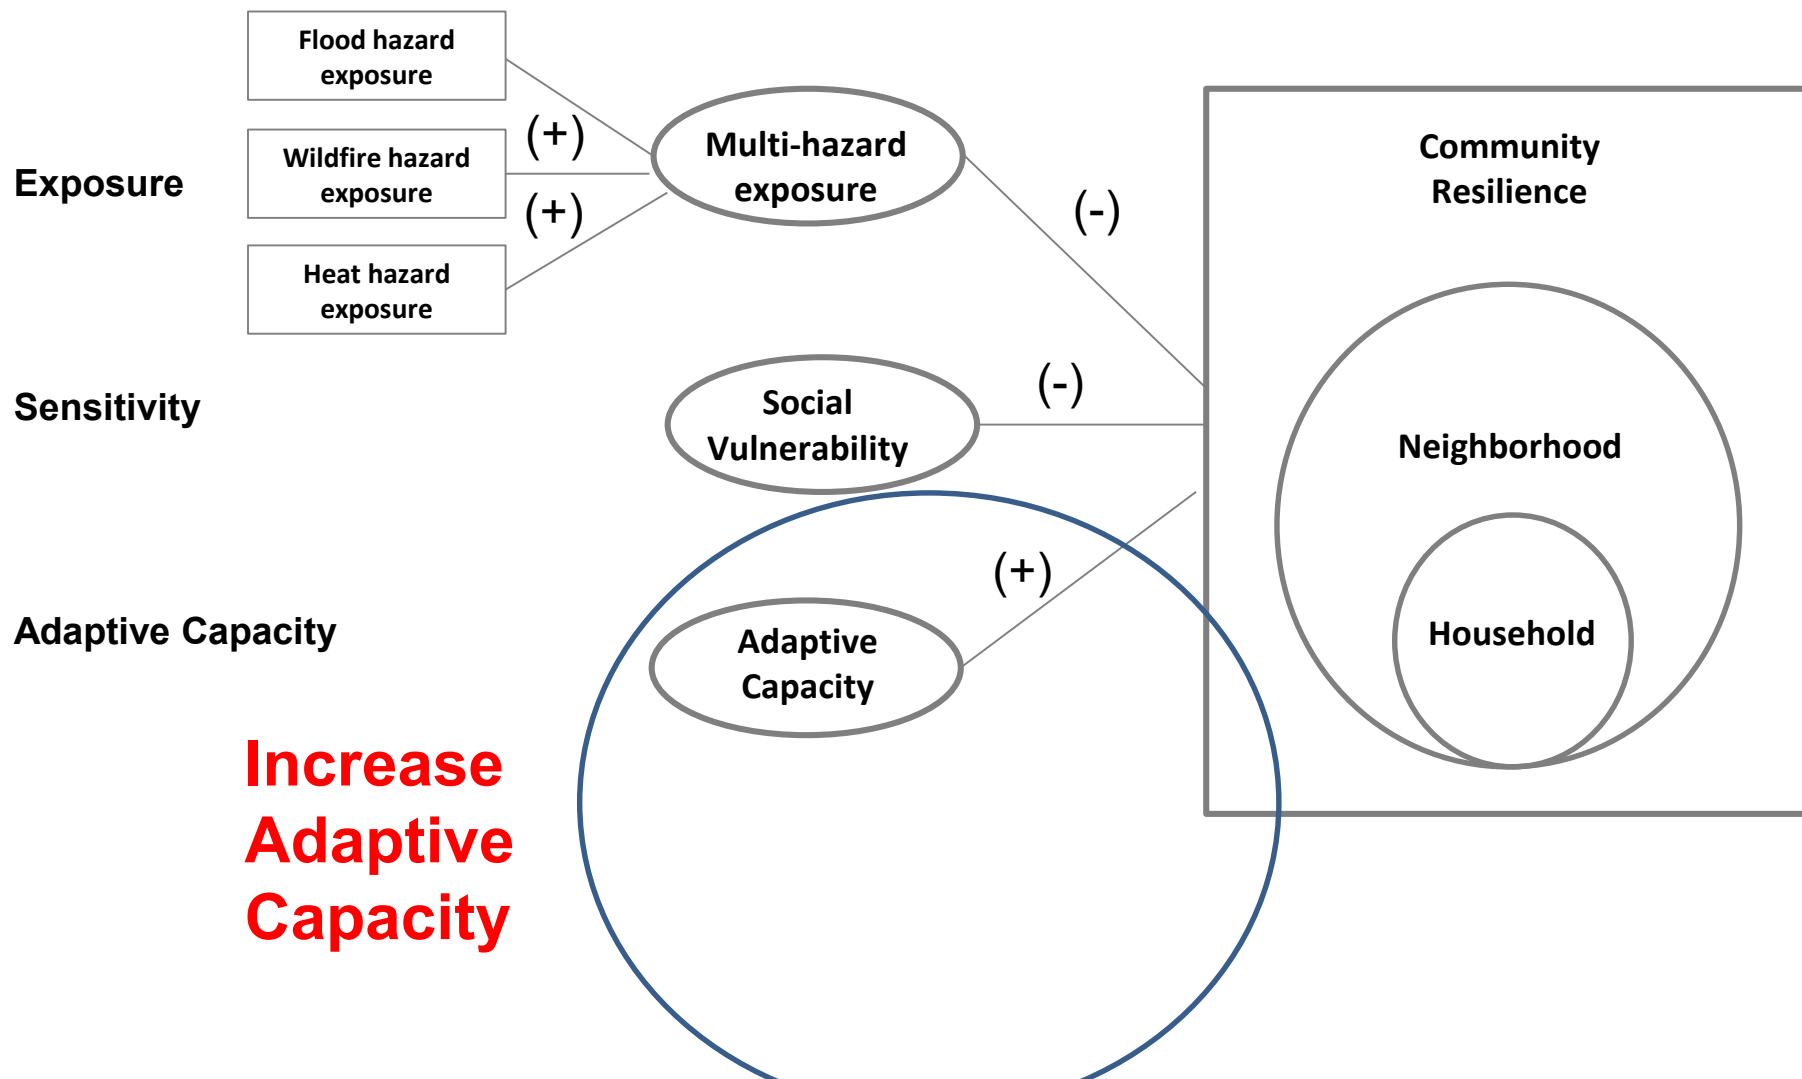 Flood hazard
exposure
(+)
Wildfire hazard
exposure
(+)
Heat hazard
exposure
Exposure
Multi-hazard
exposure
(-)
Sensitivity
Social
Vulnerability
(-)
Adaptive Capacity
Adaptive
Capacity
(+)
Increase
Adaptive
Capacity
Community
Resilience
Neighborhood
Household